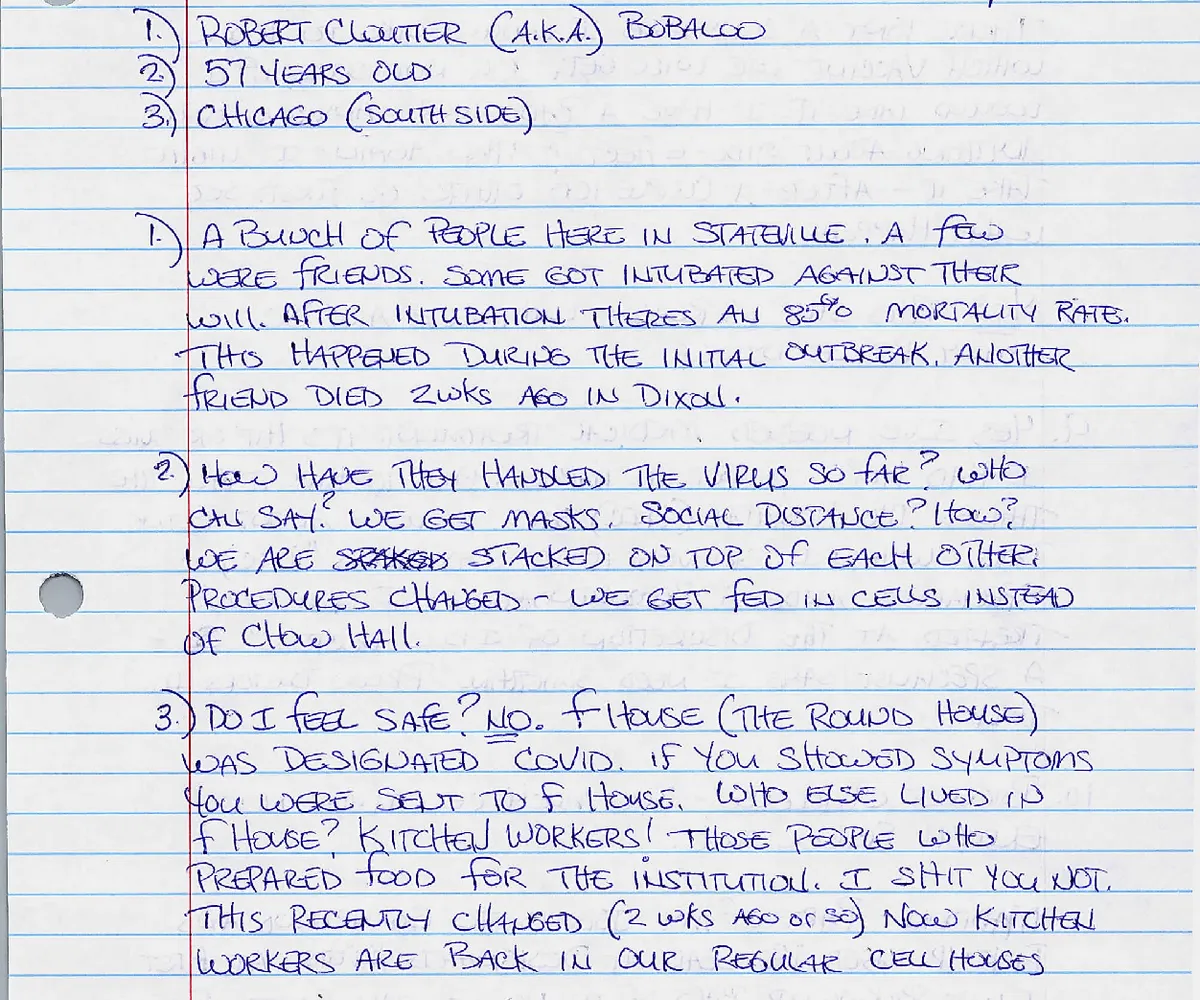 1.) ROBERT CLOUTIER (A.K.A.) BOBALOO
2.) 57 YEARS OLD
3.) CHICAGO (SOUTH SIDE)
1.) A BUNCH OF PEOPLE HERE IN STATEVILLE. A FEW
WERE FRIENDS. SOME GOT INTUBATED AGAINST THEIR
WILL. AFTER INTUBATION THERES AN 85% MORTALITY RATE.
THIS HAPPENED DURING THE INITIAL OUTBREAK. ANOTHER
FRIEND DIED 2WKS AGO IN DIXON.
2.) HOW HAVE THEY HANDLED THE VIRUS SO FAR? WHO
CAN SAY? WE GET MASKS. SOCIAL DISTANCE? HOW?
WE ARE STACKED ON TOP OF EACH OTHER.
PROCEDURES CHANGED - WE GET FED IN CELLS INSTEAD
OF CHOW HALL.
3.) DO I FEEL SAFE? NO. F HOUSE (THE ROUND HOUSE)
WAS DESIGNATED COVID. IF YOU SHOWED SYMPTOMS
YOU WERE SENT TO F HOUSE. WHO ELSE LIVED IN
F HOUSE? KITCHEN WORKERS! THOSE PEOPLE WHO
PREPARED FOOD FOR THE INSTITUTION. I SHIT YOU NOT.
THIS RECENTLY CHANGED (2 WKS AGO OR SO) NOW KITCHEN
WORKERS ARE BACK IN OUR REGULAR CELL HOUSES